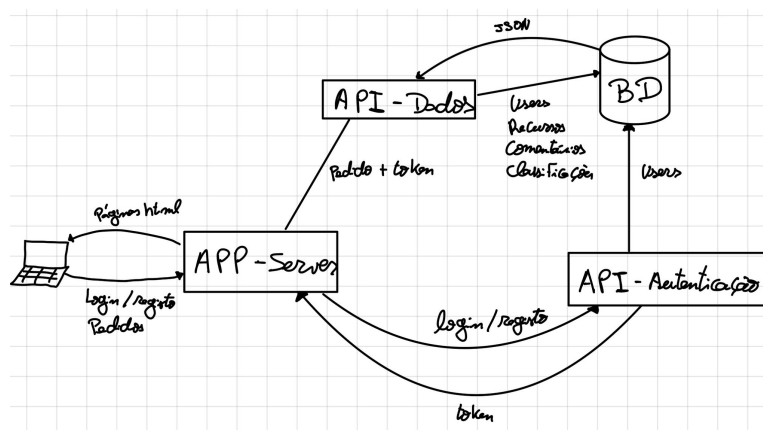 JSON
API - Dados
BD
Users
Recursos
Comentários
Classificações
Pedido + token
Users
Páginas html
APP - Server
API - Autenticação
Login/registo
Pedidos
login/registo
token